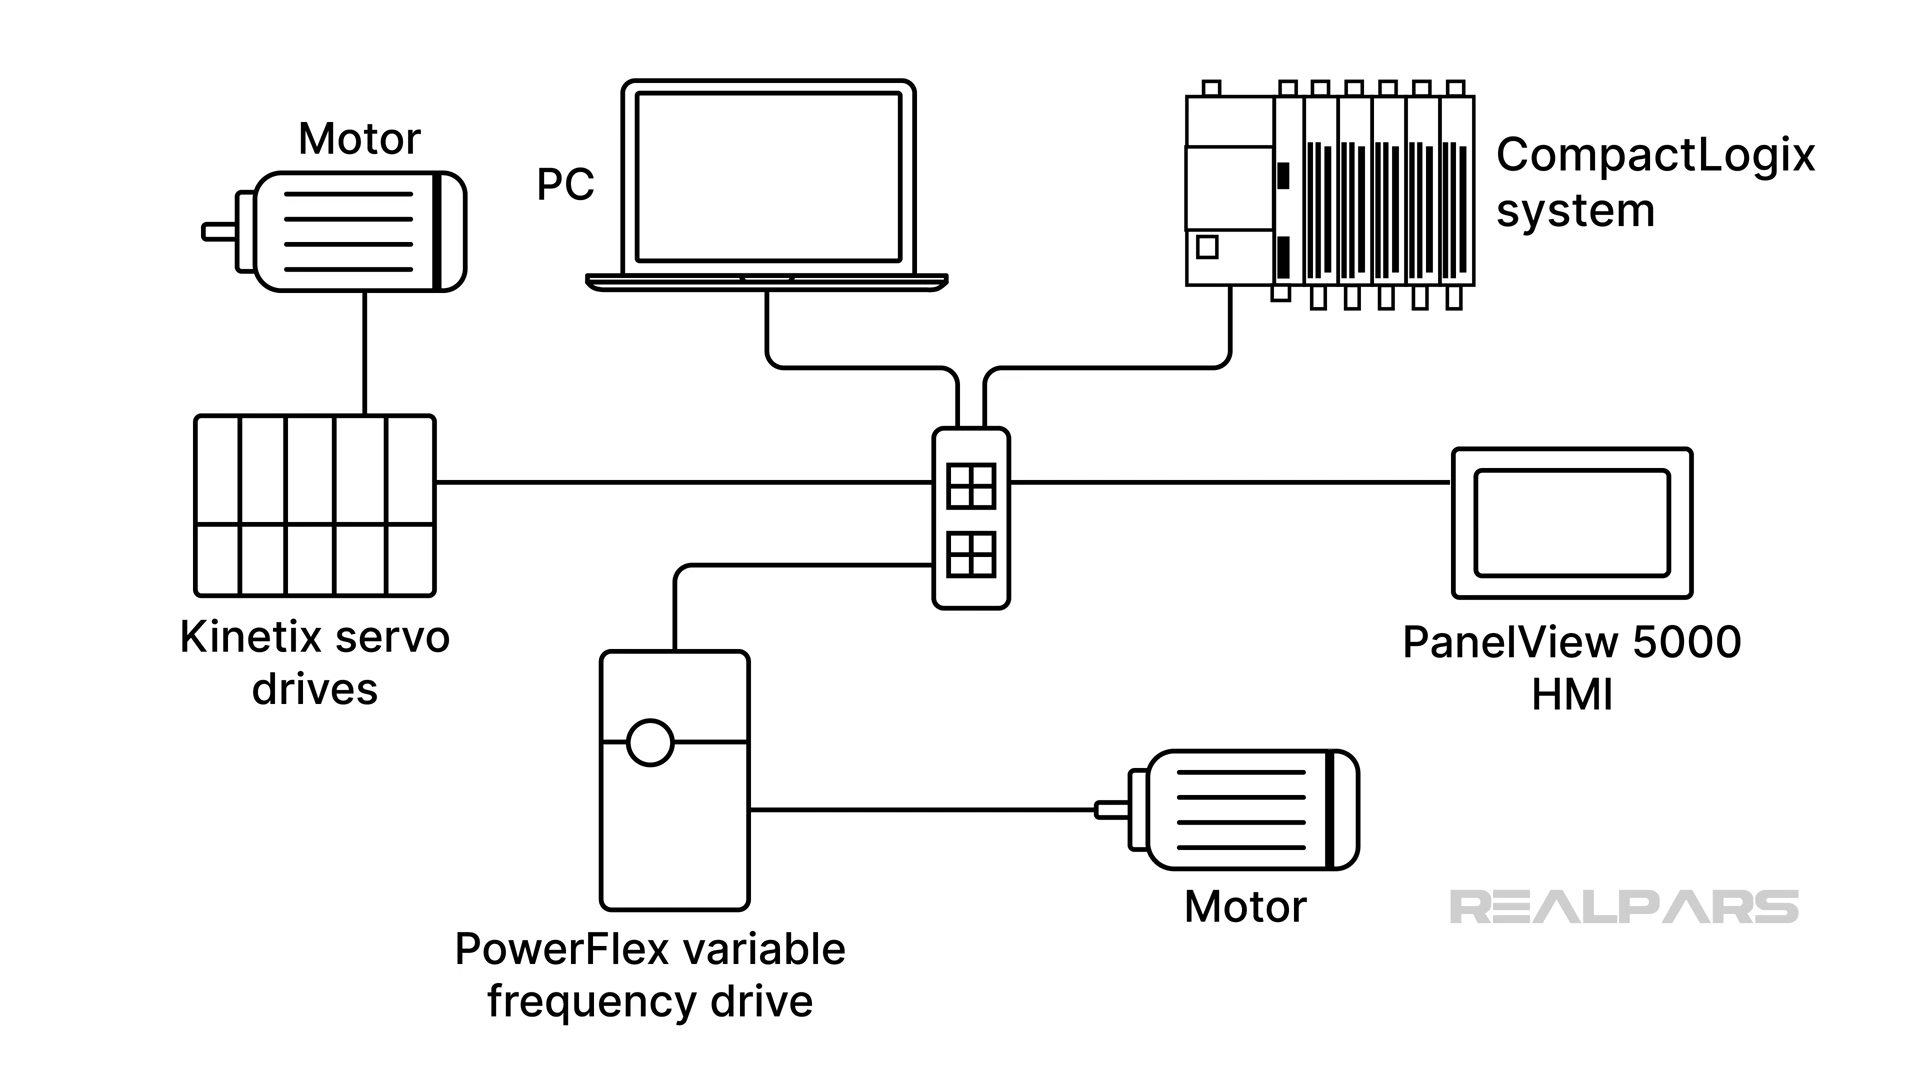 Motor
PC
CompactLogix
system
Kinetix servo
drives
PanelView 5000
HMI
PowerFlex variable
frequency drive
Motor
REALPARS